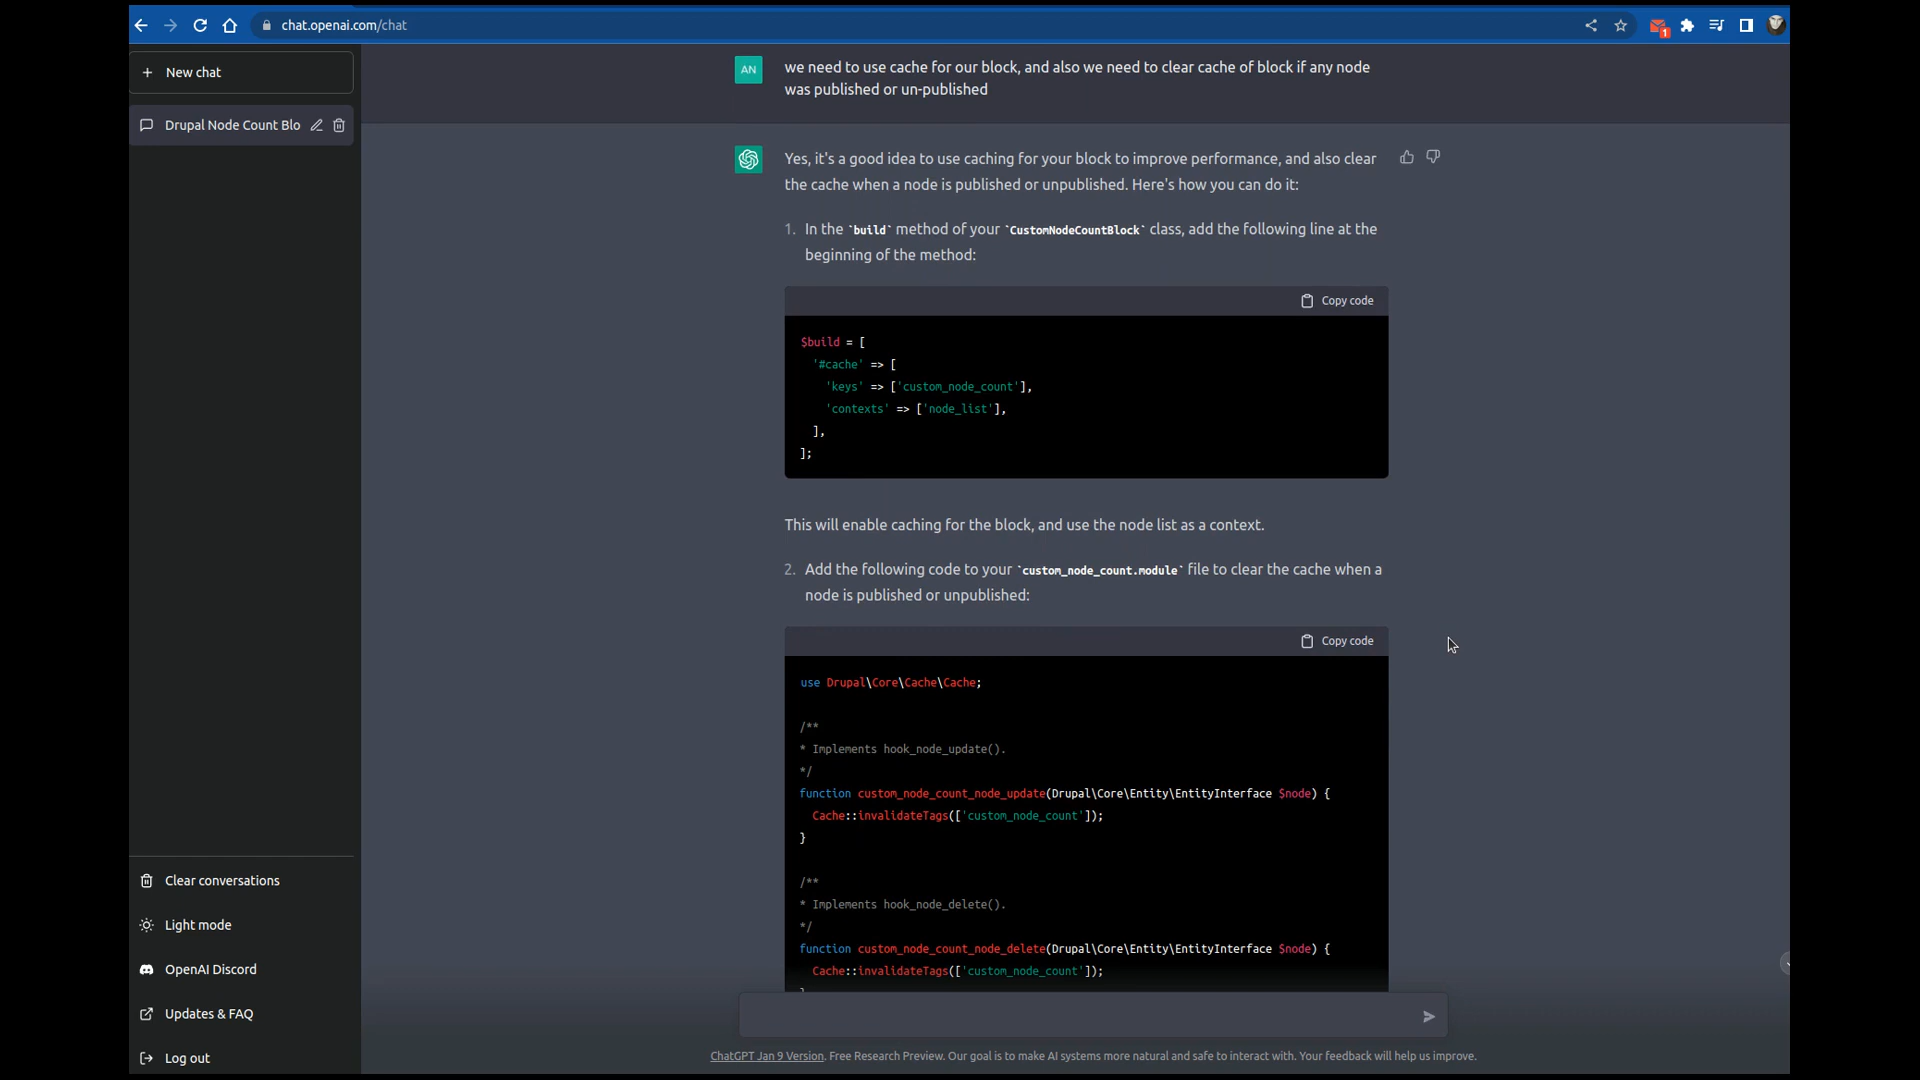 chat.openai.com/chat
1
New chat
Drupal Node Count Blo
AN
we need to use cache for our block, and also we need to clear cache of block if any node
was published or un-published
Yes, it's a good idea to use caching for your block to improve performance, and also clear
the cache when a node is published or unpublished. Here's how you can do it:
1. In the `build` method of your `CustomNodeCountBlock` class, add the following line at the
beginning of the method:
Copy code
$build = [
'#cache' => [
'keys' => ['custom_node_count'],
'contexts' => ['node_list'],
],
];
This will enable caching for the block, and use the node list as a context.
2. Add the following code to your `custom_node_count.module` file to clear the cache when a
node is published or unpublished:
Copy code
use Drupal\Core\Cache\Cache;
/**
* Implements hook_node_update().
*/
function custom_node_count_node_update(Drupal\Core\Entity\EntityInterface $node) {
Cache::invalidateTags(['custom_node_count']);
}
/**
* Implements hook_node_delete().
*/
function custom_node_count_node_delete(Drupal\Core\Entity\EntityInterface $node) {
Cache::invalidateTags(['custom_node_count']);
}
Clear conversations
Light mode
OpenAI Discord
Updates & FAQ
Log out
ChatGPT Jan 9 Version. Free Research Preview. Our goal is to make AI systems more natural and safe to interact with. Your feedback will help us improve.